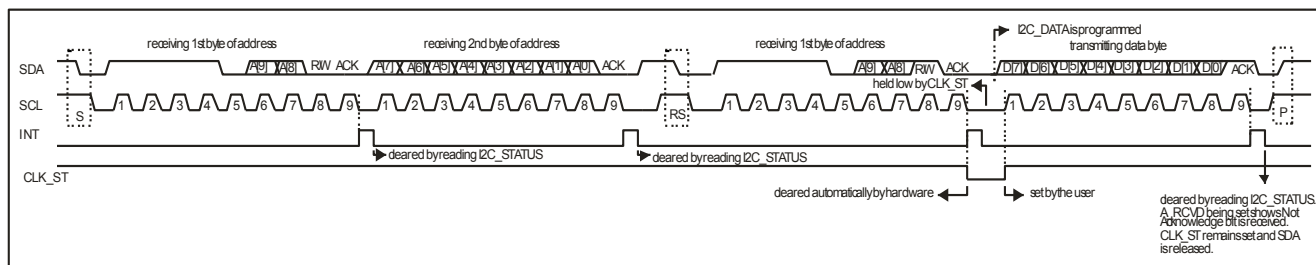 I2C_DATA is programmed
receiving 1st byte of address
receiving 2nd byte of address
receiving 1st byte of address
transmitting data byte
SDA
A[9] A[8] RW ACK A[7] A[6] A[5] A[4] A[3] A[2] A[1] A[0] ACK A[9] A[8] RW ACK D[7] D[6] D[5] D[4] D[3] D[2] D[1] D[0] ACK
held low by CLK_ST
SCL
S 1 2 3 4 5 6 7 8 9 1 2 3 4 5 6 7 8 9 RS 1 2 3 4 5 6 7 8 9 1 2 3 4 5 6 7 8 9 P
INT
deared by reading I2C_STATUS
deared by reading I2C_STATUS
CLK_ST
deared automatically by hardware
set by the user
deared by reading I2C_STATUS.
A_RCVD being set shows Not
Acknowledge bit is received.
CLK_ST remains set and SDA
is released.